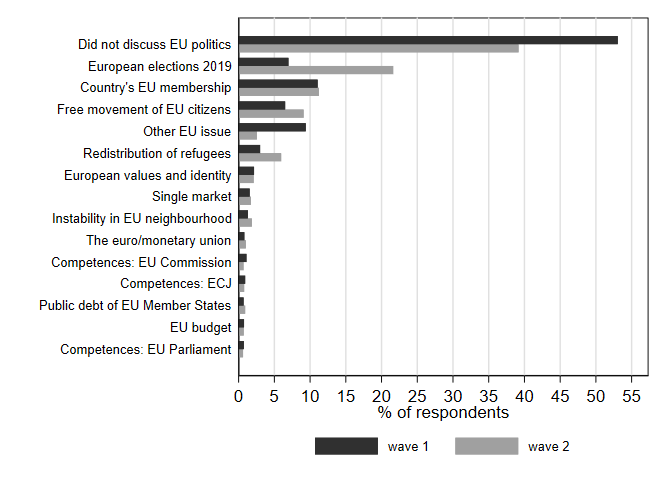 Did not discuss EU politics
European elections 2019
Country's EU membership
Free movement of EU citizens
Other EU issue
Redistribution of refugees
European values and identity
Single market
Instability in EU neighbourhood
The euro/monetary union
Competences: EU Commission
Competences: ECJ
Public debt of EU Member States
EU budget
Competences: EU Parliament
0 5 10 15 20 25 30 35 40 45 50 55
% of respondents
wave 1 wave 2